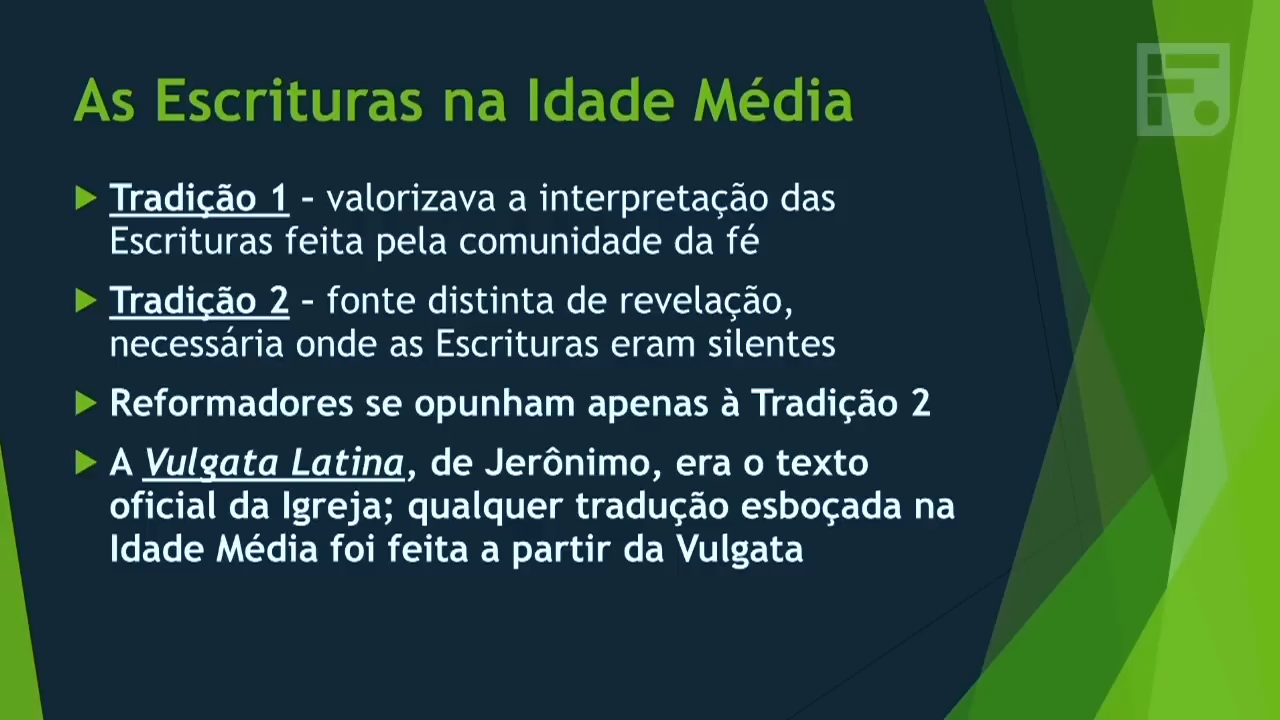 As Escrituras na Idade Média
Tradição 1 – valorizava a interpretação das
Escrituras feita pela comunidade da fé
Tradição 2 – fonte distinta de revelação,
necessária onde as Escrituras eram silentes
Reformadores se opunham apenas à Tradição 2
A Vulgata Latina, de Jerônimo, era o texto
oficial da Igreja; qualquer tradução esboçada na
Idade Média foi feita a partir da Vulgata